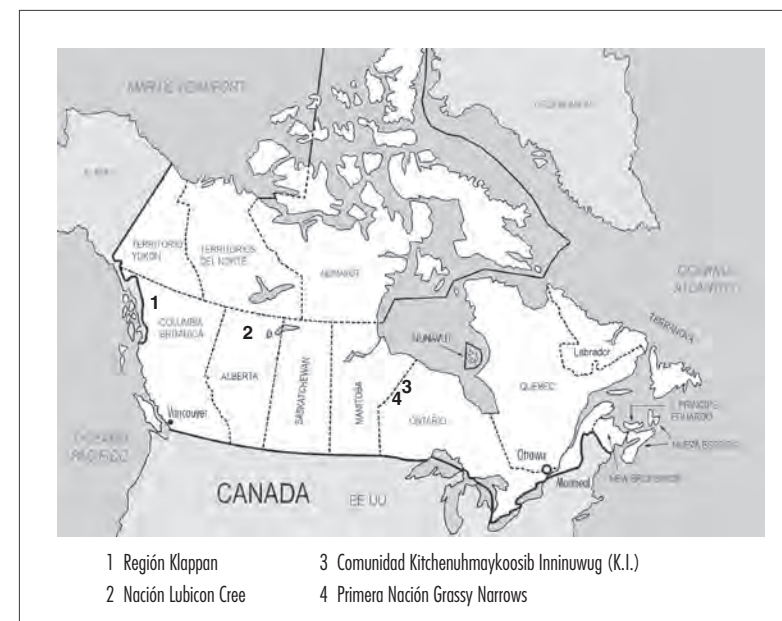 MAR DE BEAUFORT
TERRITORIO
YUKON
TERRITORIOS
DEL NORTE
NUNAVUT
OCÉANO
ATLÁNTICO
1
COLUMBIA
BRITÁNICA
2
ALBERTA
SASKATCHEWAN
MANITOBA
3
4
ONTARIO
NUNAVUT
QUEBEC
Labrador
TERRANOVA
Vancouver
OCÉANO
PACÍFICO
CANADA
EE UU
Ottawa
Montreal
PRINCIPE
EDUARDO
NUEVA ESCOCIA
NEW BRUNSWICK
1 Región Klappan
2 Nación Lubicon Cree
3 Comunidad Kitchenuhmaykoosib Inninuwug (K.I.)
4 Primera Nación Grassy Narrows